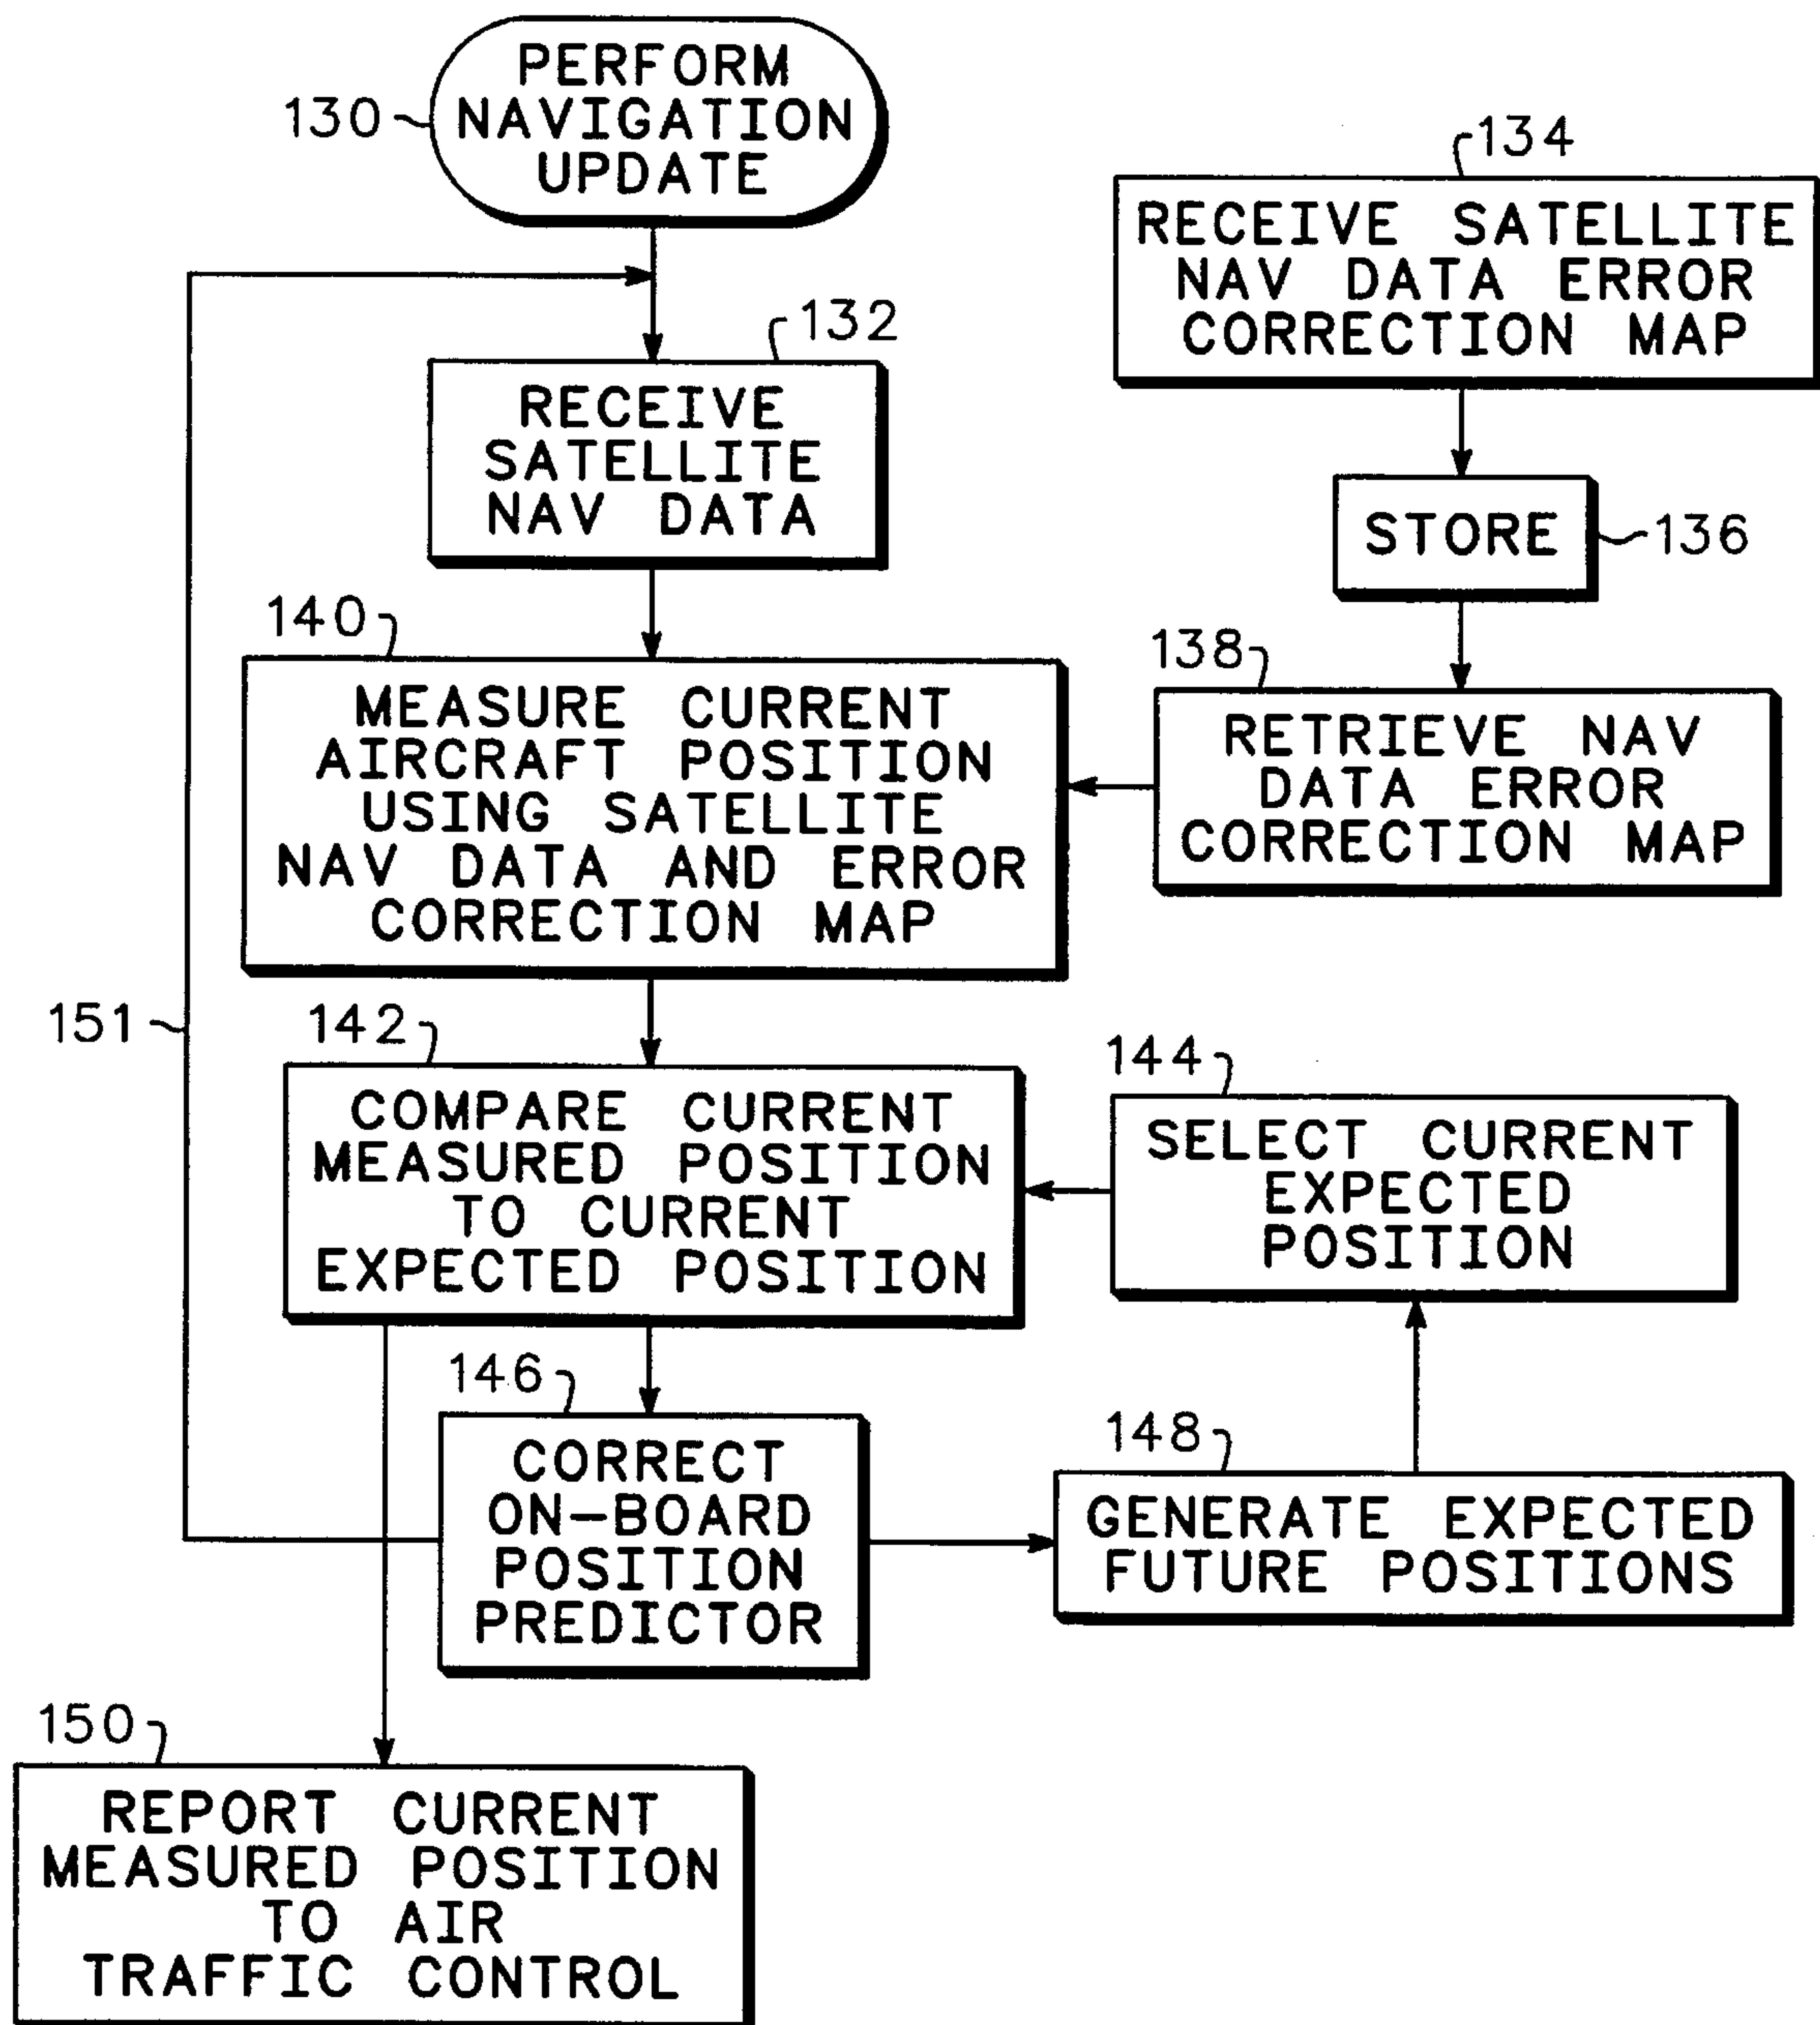 PERFORM
NAVIGATION
UPDATE
130
134
RECEIVE SATELLITE
NAV DATA ERROR
CORRECTION MAP
132
RECEIVE
SATELLITE
NAV DATA
STORE
136
140
MEASURE CURRENT
AIRCRAFT POSITION
USING SATELLITE
NAV DATA AND ERROR
CORRECTION MAP
138
RETRIEVE NAV
DATA ERROR
CORRECTION MAP
151
142
COMPARE CURRENT
MEASURED POSITION
TO CURRENT
EXPECTED POSITION
144
SELECT CURRENT
EXPECTED
POSITION
146
CORRECT
ON-BOARD
POSITION
PREDICTOR
148
GENERATE EXPECTED
FUTURE POSITIONS
150
REPORT CURRENT
MEASURED POSITION
TO AIR
TRAFFIC CONTROL